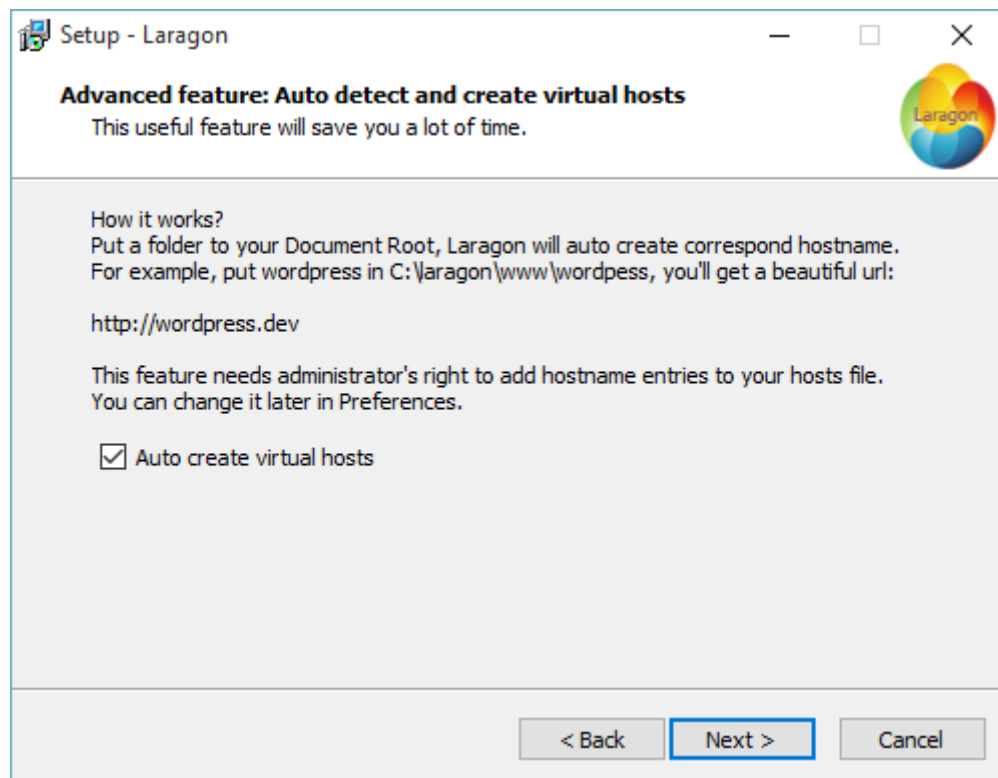 Setup - Laragon
Advanced feature: Auto detect and create virtual hosts
This useful feature will save you a lot of time.
Laragon
How it works?
Put a folder to your Document Root, Laragon will auto create correspond hostname.
For example, put wordpress in C:\laragon\www\wordpess, you'll get a beautiful url:
http://wordpress.dev
This feature needs administrator's right to add hostname entries to your hosts file.
You can change it later in Preferences.
Auto create virtual hosts
< Back Next > Cancel